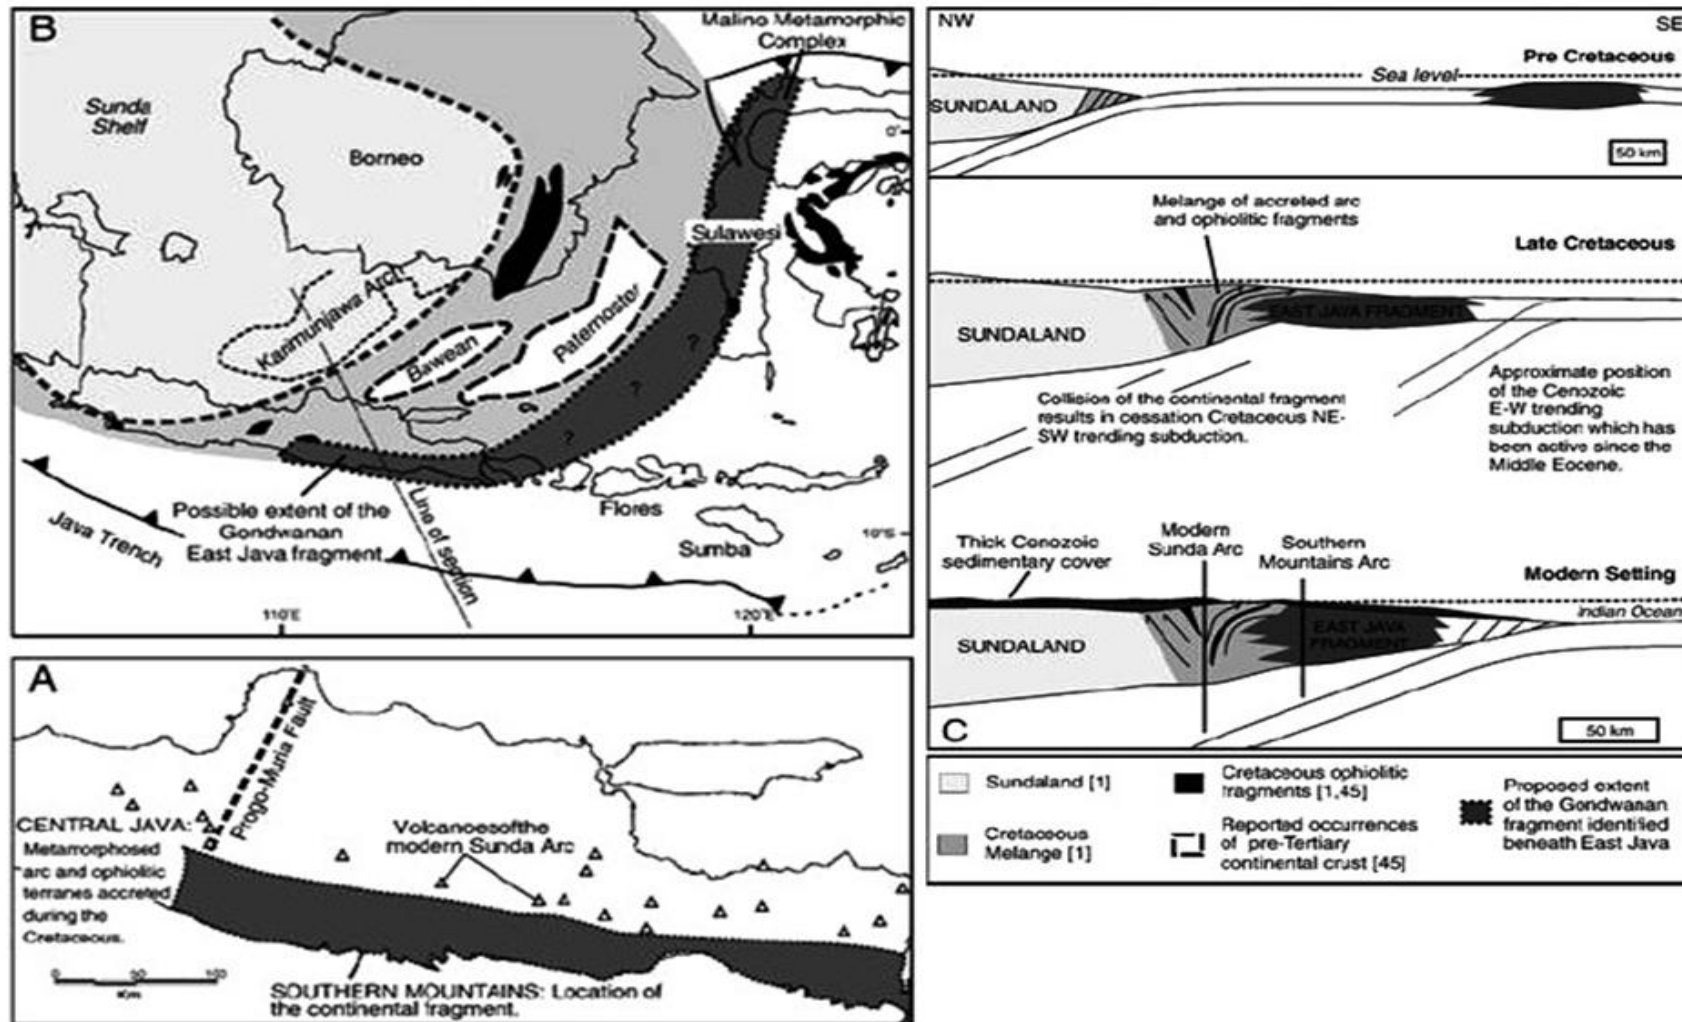 B
Malino Metamorphic
Complex
Sunda
Shelf
Borneo
0°
Sulawesi
Karimunjawa Arch
Bawean
Paternoster
?
?
?
Possible extent of the
Gondwanan
East Java fragment
Line of section
Java Trench
Flores
Sumba
10°S
110°E
120°E
A
Progo-Muria Fault
CENTRAL JAVA:
Metamorphosed
arc and ophiolitic
terranes accreted
during the
Cretaceous.
Volcanoesofthe
modern Sunda Arc
0 50 100
Km
SOUTHERN MOUNTAINS: Location of
the continental fragment.
NW
SE
Pre Cretaceous
Sea level
SUNDALAND
50 km
Melange of accreted arc
and ophiolitic fragments
Late Cretaceous
EAST JAVA FRAGMENT
SUNDALAND
Collision of the continental fragment
results in cessation Cretaceous NE-
SW trending subduction.
Approximate position
of the Cenozoic
E-W trending
subduction which has
been active since the
Middle Eocene.
Thick Cenozoic
sedimentary cover
Modern
Sunda Arc
Southern
Mountains Arc
Modern Setting
Indian Ocean
SUNDALAND
EAST JAVA
FRAGMENT
C
50 km
Sundaland [1]
Cretaceous
Melange [1]
Cretaceous ophiolitic
fragments [1,45]
Reported occurrences
of pre-Tertiary
continental crust [45]
Proposed extent
of the Gondwanan
fragment identified
beneath East Java